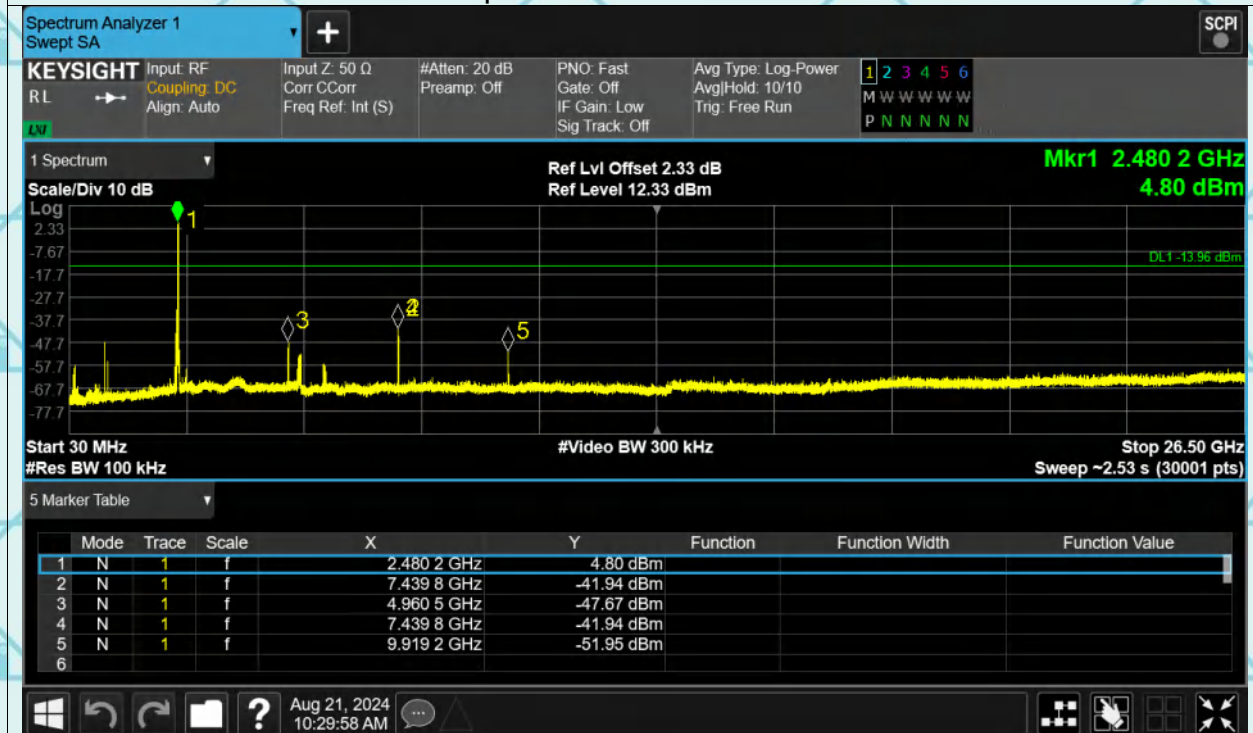 Spectrum Analyzer 1
Swept SA
+
SCPI
KEYSIGHT
RL
LXI
Input: RF
Coupling: DC
Align: Auto
Input Z: 50 Ω
Corr CCorr
Freq Ref: Int (S)
#Atten: 20 dB
Preamp: Off
PNO: Fast
Gate: Off
IF Gain: Low
Sig Track: Off
Avg Type: Log-Power
Avg|Hold: 10/10
Trig: Free Run
1 2 3 4 5 6
M W W W W W
P N N N N N
1 Spectrum
Scale/Div 10 dB
Ref Lvl Offset 2.33 dB
Ref Level 12.33 dBm
Mkr1 2.480 2 GHz
4.80 dBm
Log
2.33
-7.67
-17.7
-27.7
-37.7
-47.7
-57.7
-67.7
-77.7
1
3
5
DL1 -13.96 dBm
Start 30 MHz
#Video BW 300 kHz
Stop 26.50 GHz
#Res BW 100 kHz
Sweep ~2.53 s (30001 pts)
5 Marker Table
Mode Trace Scale X Y Function Function Width Function Value
1 N 1 f 2.480 2 GHz 4.80 dBm
2 N 1 f 7.439 8 GHz -41.94 dBm
3 N 1 f 4.960 5 GHz -47.67 dBm
4 N 1 f 7.439 8 GHz -41.94 dBm
5 N 1 f 9.919 2 GHz -51.95 dBm
6
?
Aug 21, 2024
10:29:58 AM